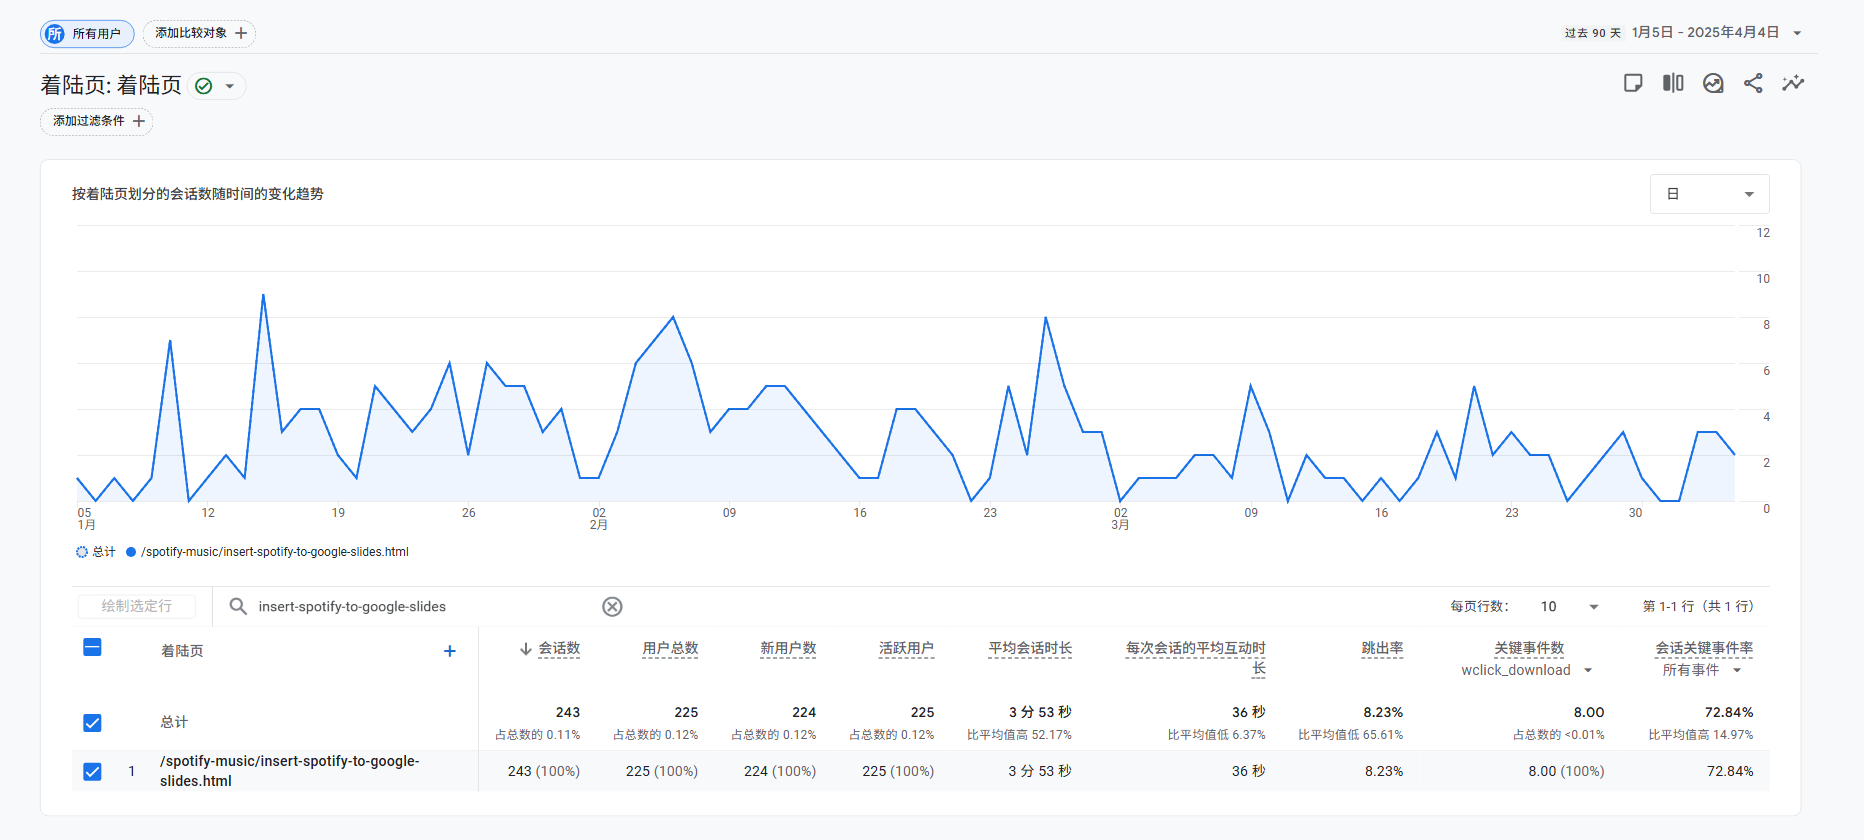 所 所有用户 添加比较对象
过去 90 天 1月5日 - 2025年4月4日
着陆页: 着陆页
添加过滤条件
按着陆页划分的会话数随时间的变化趋势
日
12
10
8
6
4
2
0
05 12 19 26 02 09 16 23 02 09 16 23 30
1月 2月 3月
总计 /spotify-music/insert-spotify-to-google-slides.html
绘制选定行 insert-spotify-to-google-slides 每页行数: 10 第 1-1 行（共 1 行）
着陆页 会话数 用户总数 新用户数 活跃用户 平均会话时长 每次会话的平均互动时 跳出率 关键事件数 会话关键事件率
长 wclick_download 所有事件
总计 243 225 224 225 3 分 53 秒 36 秒 8.23% 8.00 72.84%
占总数的 0.11% 占总数的 0.12% 占总数的 0.12% 占总数的 0.12% 比平均值高 52.17% 比平均值低 6.37% 比平均值低 65.61% 占总数的 <0.01% 比平均值高 14.97%
1 /spotify-music/insert-spotify-to-google- 243 (100%) 225 (100%) 224 (100%) 225 (100%) 3 分 53 秒 36 秒 8.23% 8.00 (100%) 72.84%
slides.html